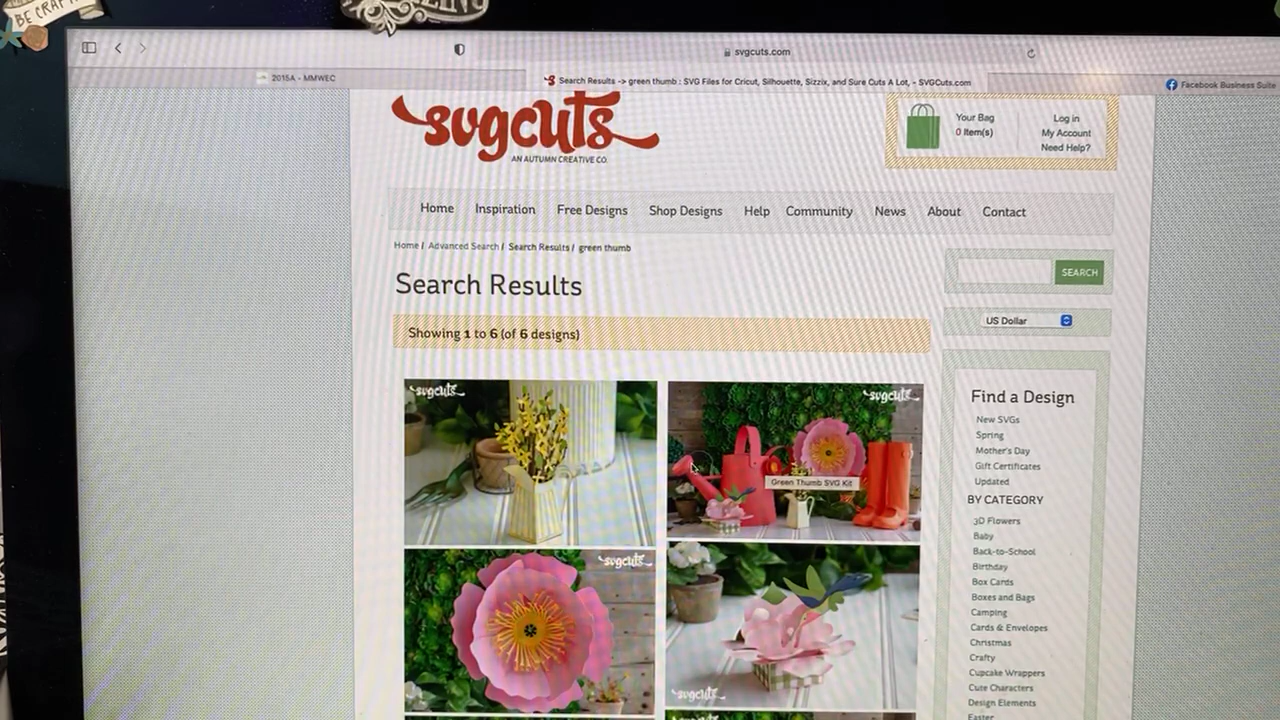 BE CRAFTY
svgcuts.com
2015A - MMWEC
Search Results -> green thumb : SVG Files for Cricut, Silhouette, Sizzix, and Sure Cuts A Lot, - SVGCuts.com
Facebook Business Suite
svgcuts
AN AUTUMN CREATIVE CO.
Your Bag
0 Item(s)
Log in
My Account
Need Help?
Home Inspiration Free Designs Shop Designs Help Community News About Contact
Home / Advanced Search / Search Results / green thumb
SEARCH
Search Results
US Dollar
Showing 1 to 6 (of 6 designs)
svgcuts
svgcuts
Green Thumb SVG Kit
svgcuts
svgcuts
Find a Design
New SVGs
Spring
Mother's Day
Gift Certificates
Updated
BY CATEGORY
3D Flowers
Baby
Back-to-School
Birthday
Box Cards
Boxes and Bags
Camping
Cards & Envelopes
Christmas
Crafty
Cupcake Wrappers
Cute Characters
Design Elements
Easter